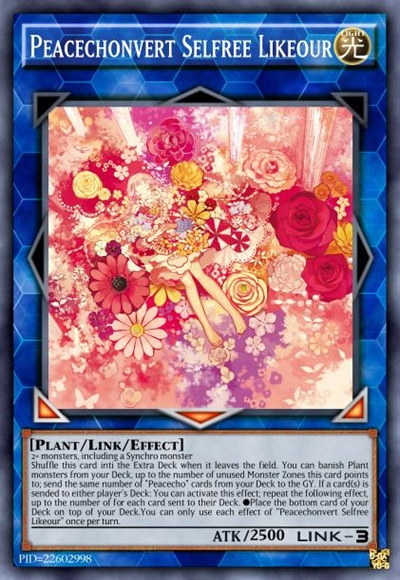 PEACECHONVERT SELFREE LIKEOUR
LIGHT
光
[PLANT/LINK/EFFECT]
2+ monsters, including a Synchro monster
Shuffle this card inti the Extra Deck when it leaves the field. You can banish Plant
monsters from your Deck, up to the number of unused Monster Zones this card points
to; send the same number of "Peacecho" cards from your Deck to the GY. If a card(s) is
sended to either player's Deck: You can activate this effect; repeat the following effect,
up to the number of for each card sent to their Deck. ●Place the bottom card of your
Deck on top of your Deck.You can only use each effect of "Peacechonvert Selfree
Likeour" once per turn.
ATK/2500 LINK-3
PID=22602998